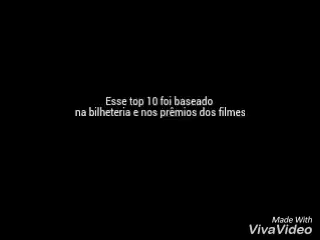 Esse top 10 foi baseado
na bilheteria e nos prêmios dos filmes
Made With
VivaVideo